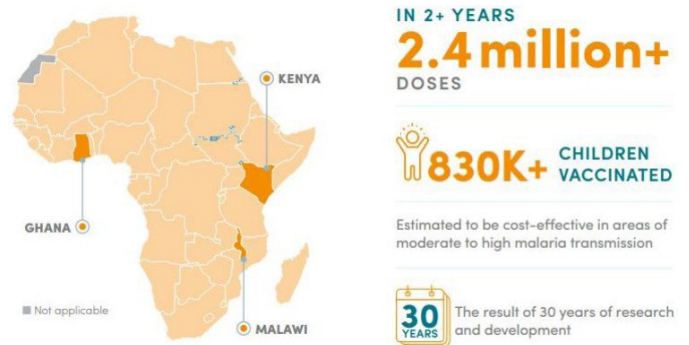 KENYA
GHANA
MALAWI
Not applicable
IN 2+ YEARS
2.4 million+
DOSES
830K+ CHILDREN
VACCINATED
Estimated to be cost-effective in areas of
moderate to high malaria transmission
30
YEARS
The result of 30 years of research
and development